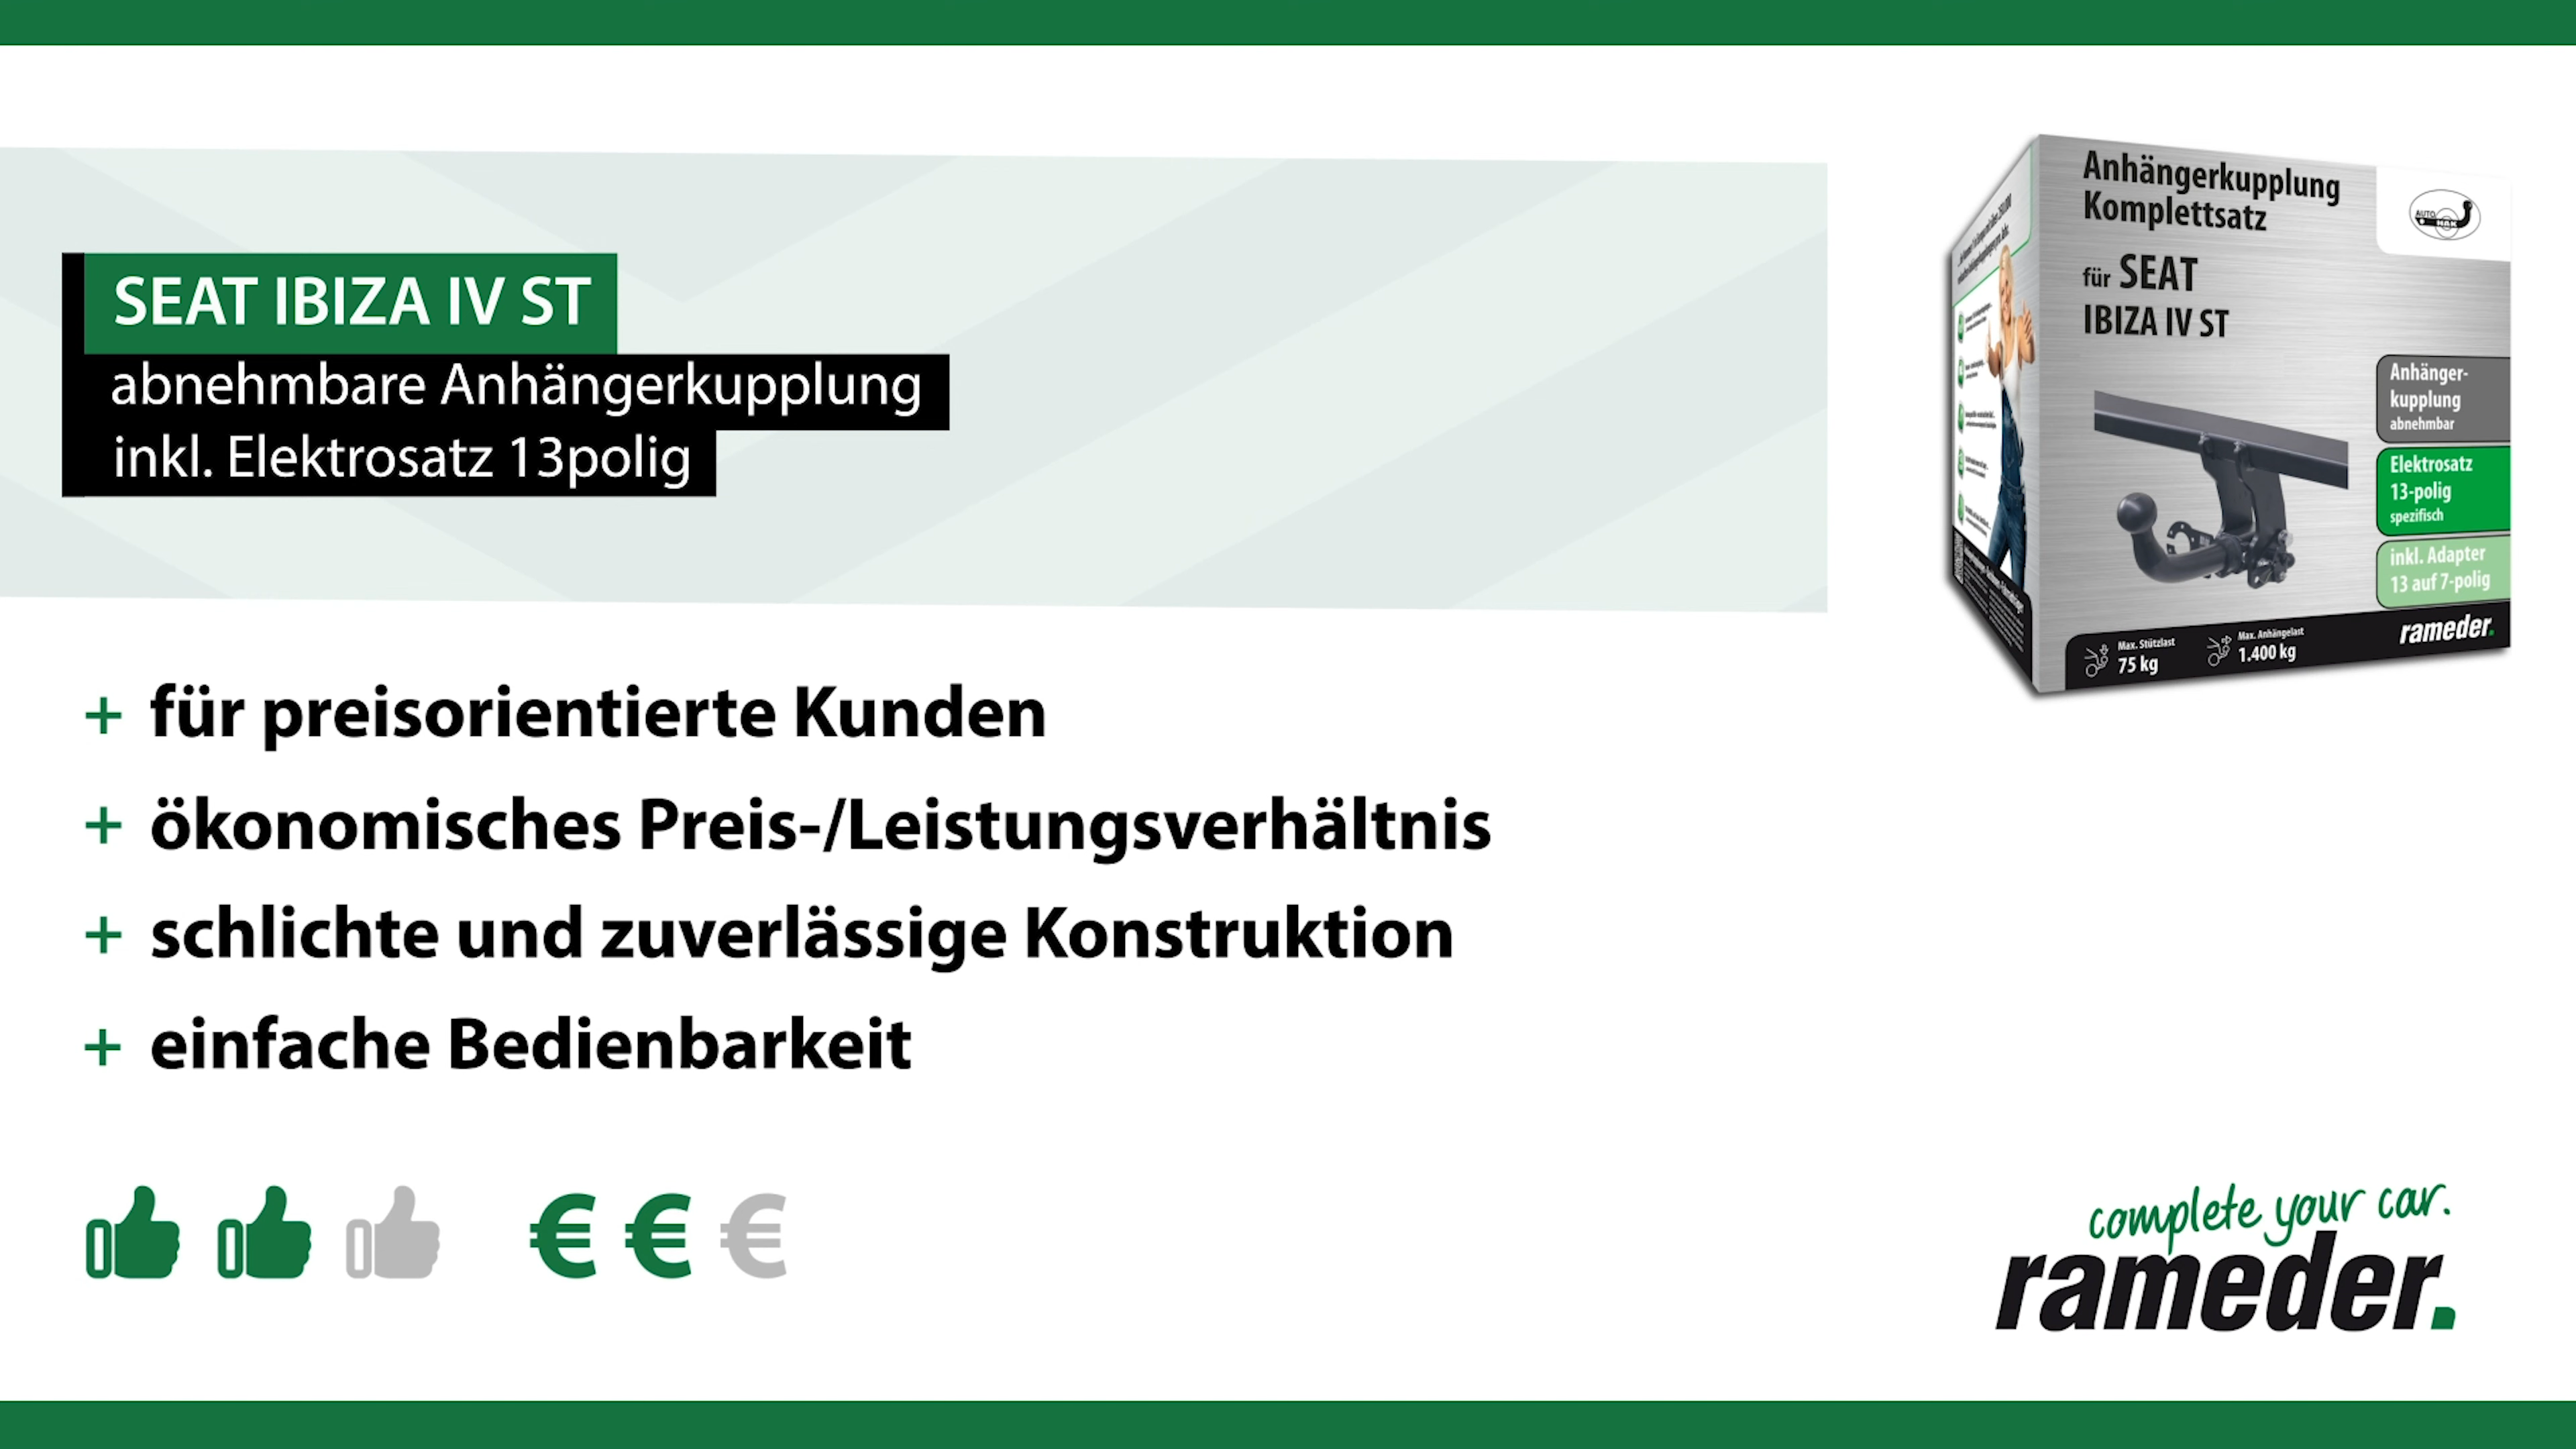 SEAT IBIZA IV ST
abnehmbare Anhängerkupplung
inkl. Elektrosatz 13polig
Anhängerkupplung
Komplettsatz
für SEAT
IBIZA IV ST
AUTO
HAK
Anhänger-
kupplung
abnehmbar
Elektrosatz
13-polig
spezifisch
inkl. Adapter
13 auf 7-polig
Max. Stützlast
75 kg
Max. Anhängelast
1.400 kg
rameder.
+ für preisorientierte Kunden
+ ökonomisches Preis-/Leistungsverhältnis
+ schlichte und zuverlässige Konstruktion
+ einfache Bedienbarkeit
€ € €
complete your car.
rameder.